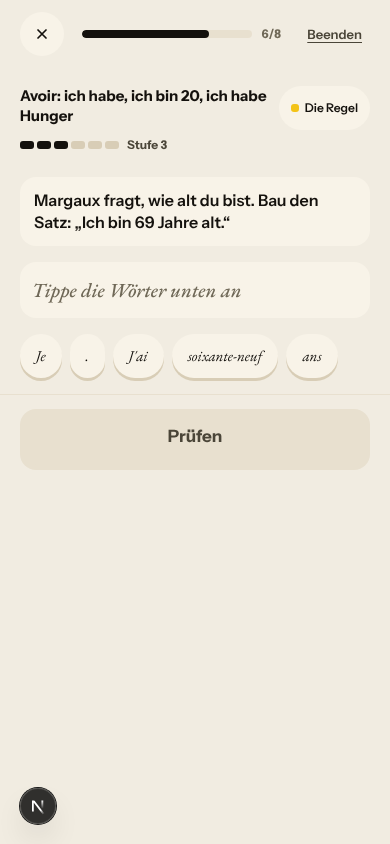 ✕
6/8
Beenden
Avoir: ich habe, ich bin 20, ich habe
Hunger
Die Regel
Stufe 3
Margaux fragt, wie alt du bist. Bau den
Satz: „Ich bin 69 Jahre alt.“
Tippe die Wörter unten an
Je
.
J'ai
soixante-neuf
ans
Prüfen
N